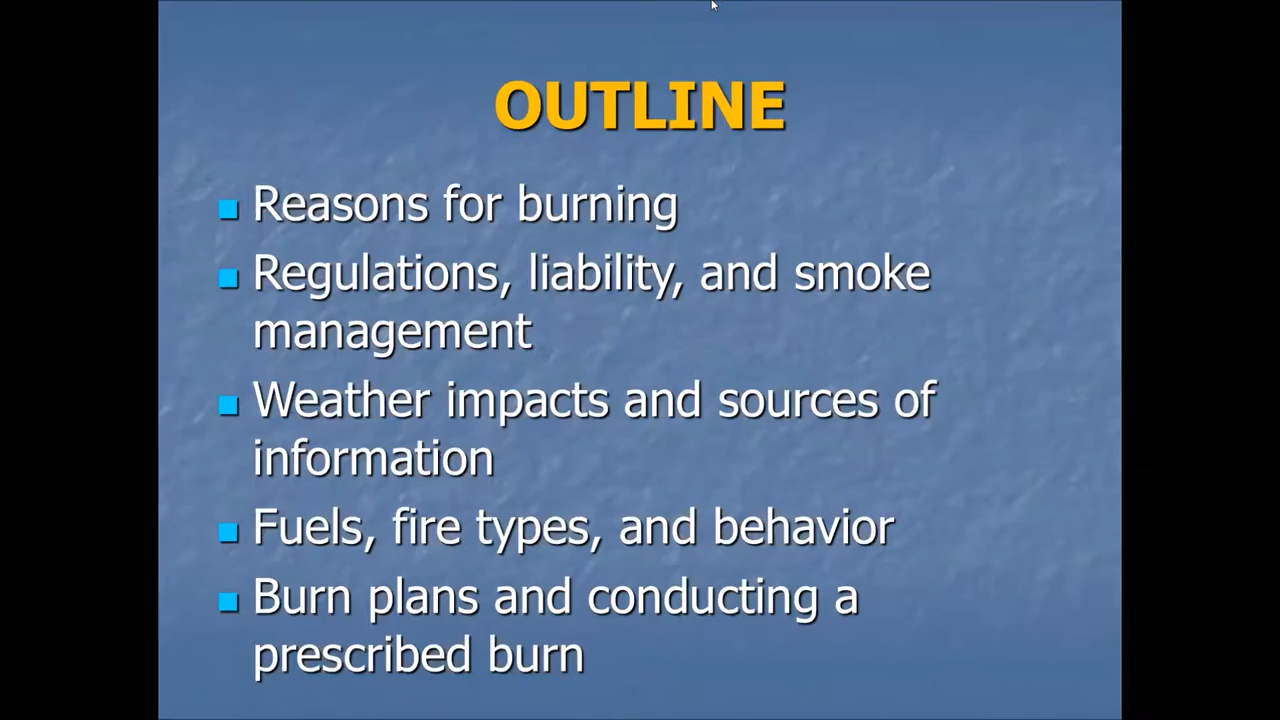 OUTLINE
Reasons for burning
Regulations, liability, and smoke
management
Weather impacts and sources of
information
Fuels, fire types, and behavior
Burn plans and conducting a
prescribed burn